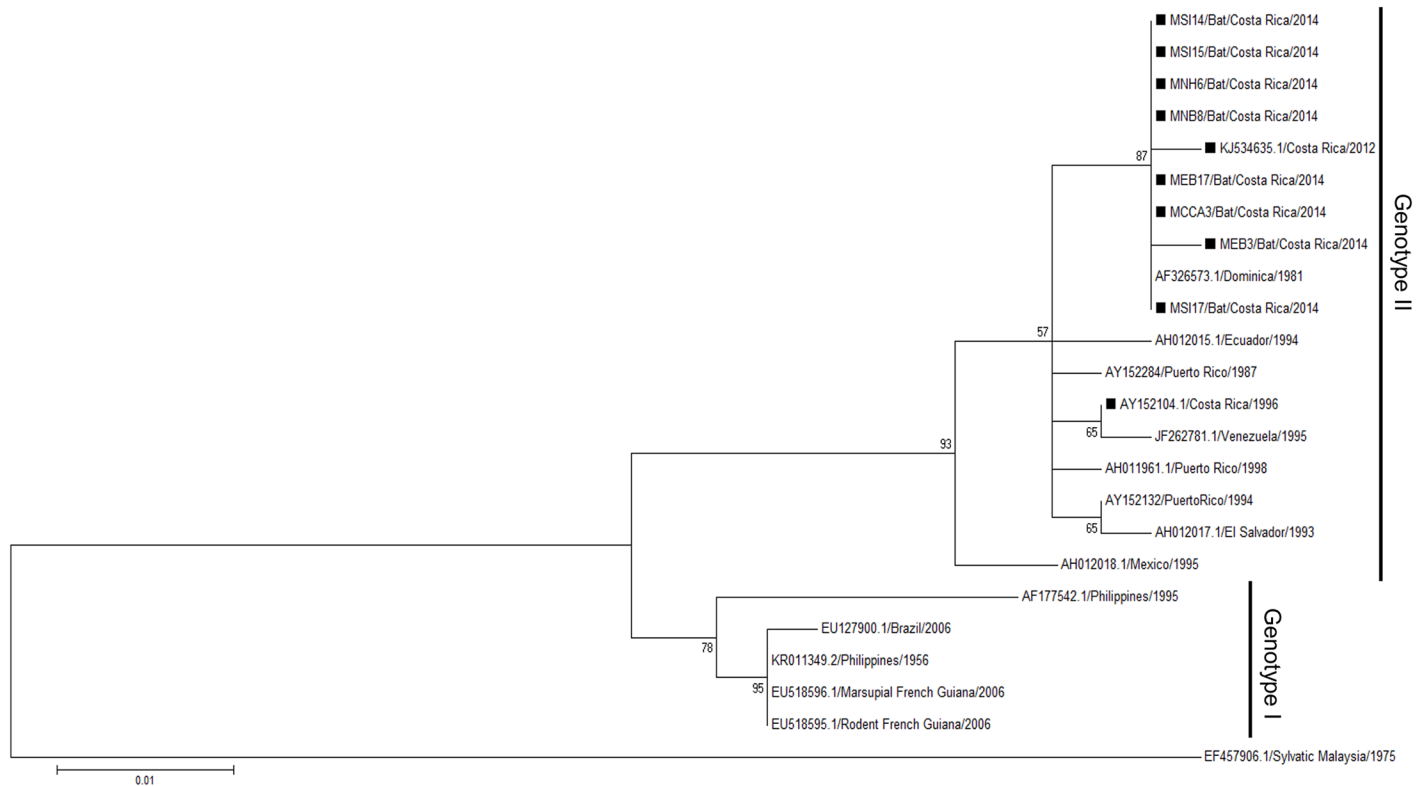 MSI14/Bat/Costa Rica/2014
MSI15/Bat/Costa Rica/2014
MNH6/Bat/Costa Rica/2014
MNB8/Bat/Costa Rica/2014
KJ534635.1/Costa Rica/2012
87
MEB17/Bat/Costa Rica/2014
MCCA3/Bat/Costa Rica/2014
MEB3/Bat/Costa Rica/2014
AF326573.1/Dominica/1981
MSI17/Bat/Costa Rica/2014
57
AH012015.1/Ecuador/1994
AY152284/Puerto Rico/1987
AY152104.1/Costa Rica/1996
65
JF262781.1/Venezuela/1995
93
AH011961.1/Puerto Rico/1998
AY152132/PuertoRico/1994
65
AH012017.1/El Salvador/1993
AH012018.1/Mexico/1995
Genotype II
AF177542.1/Philippines/1995
EU127900.1/Brazil/2006
78
KR011349.2/Philippines/1956
95
EU518596.1/Marsupial French Guiana/2006
EU518595.1/Rodent French Guiana/2006
Genotype I
EF457906.1/Sylvatic Malaysia/1975
0.01